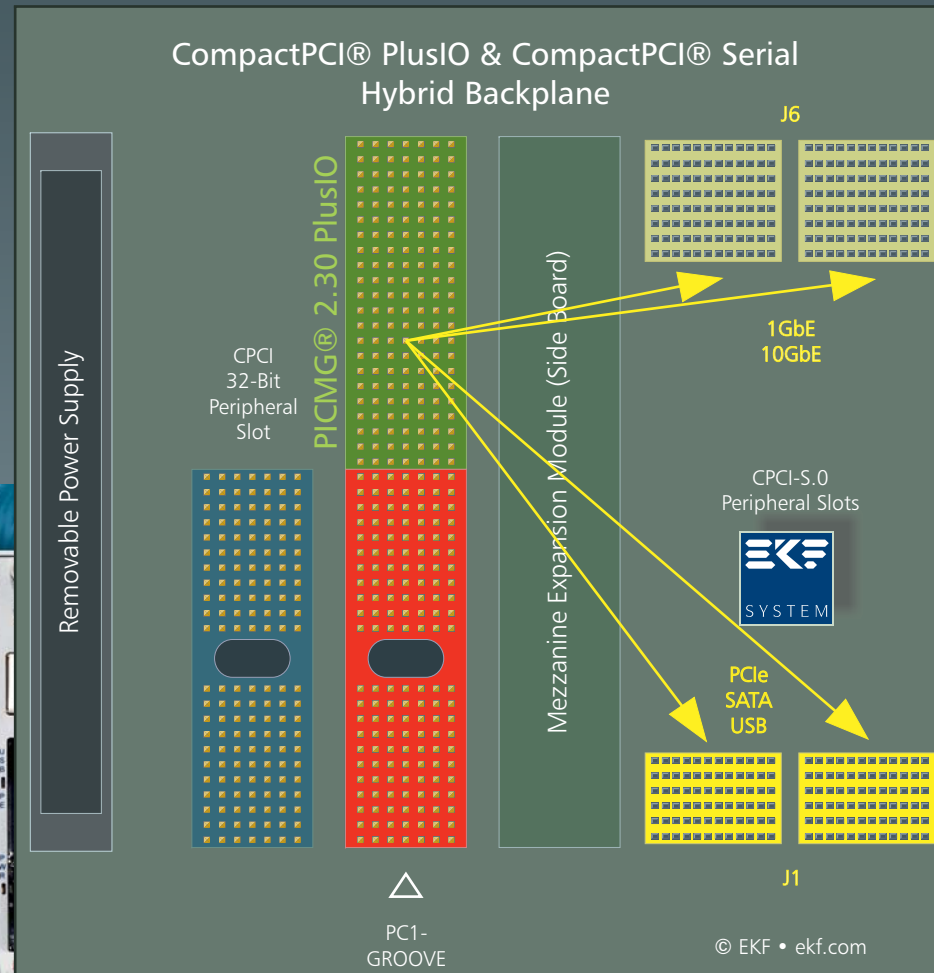 CompactPCI® PlusIO & CompactPCI® Serial
Hybrid Backplane
J6
PICMG® 2.30 PlusIO
Mezzanine Expansion Module (Side Board)
1GbE
10GbE
Removable Power Supply
CPCI
32-Bit
Peripheral
Slot
CPCI-S.0
Peripheral Slots
EKF
SYSTEM
PCIe
SATA
USB
J1
PC1-
GROOVE
© EKF • ekf.com